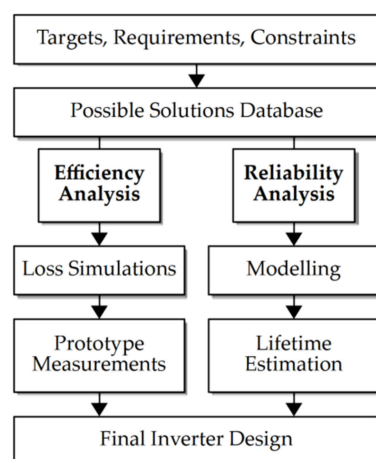 Targets, Requirements, Constraints
Possible Solutions Database
Efficiency
Analysis
Reliability
Analysis
Loss Simulations
Modelling
Prototype
Measurements
Lifetime
Estimation
Final Inverter Design